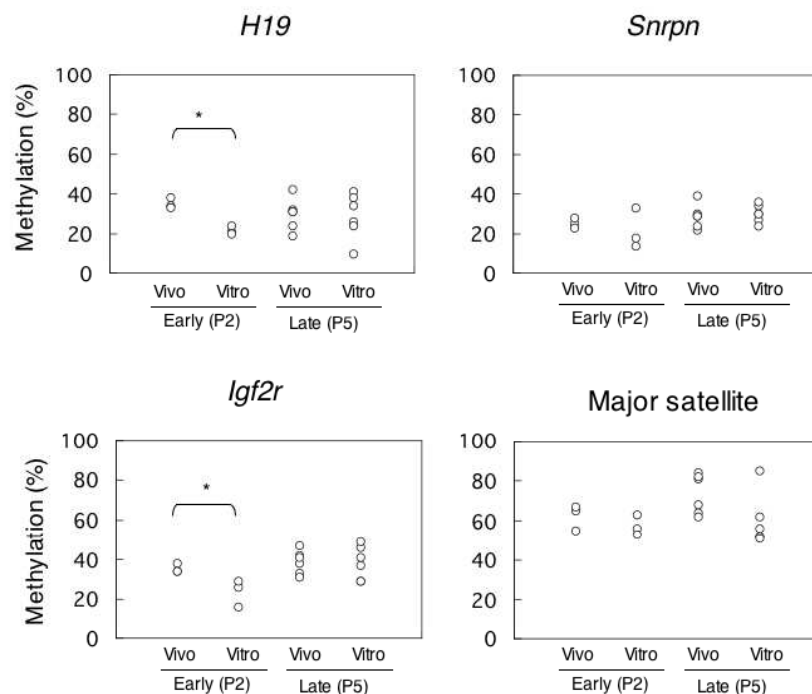 H19
Methylation (%)
100
80
60
40
20
0
*
Vivo Vitro Vivo Vitro
Early (P2) Late (P5)
Snrpn
100
80
60
40
20
0
Vivo Vitro Vivo Vitro
Early (P2) Late (P5)
Igf2r
Methylation (%)
100
80
60
40
20
0
*
Vivo Vitro Vivo Vitro
Early (P2) Late (P5)
Major satellite
100
80
60
40
20
0
Vivo Vitro Vivo Vitro
Early (P2) Late (P5)